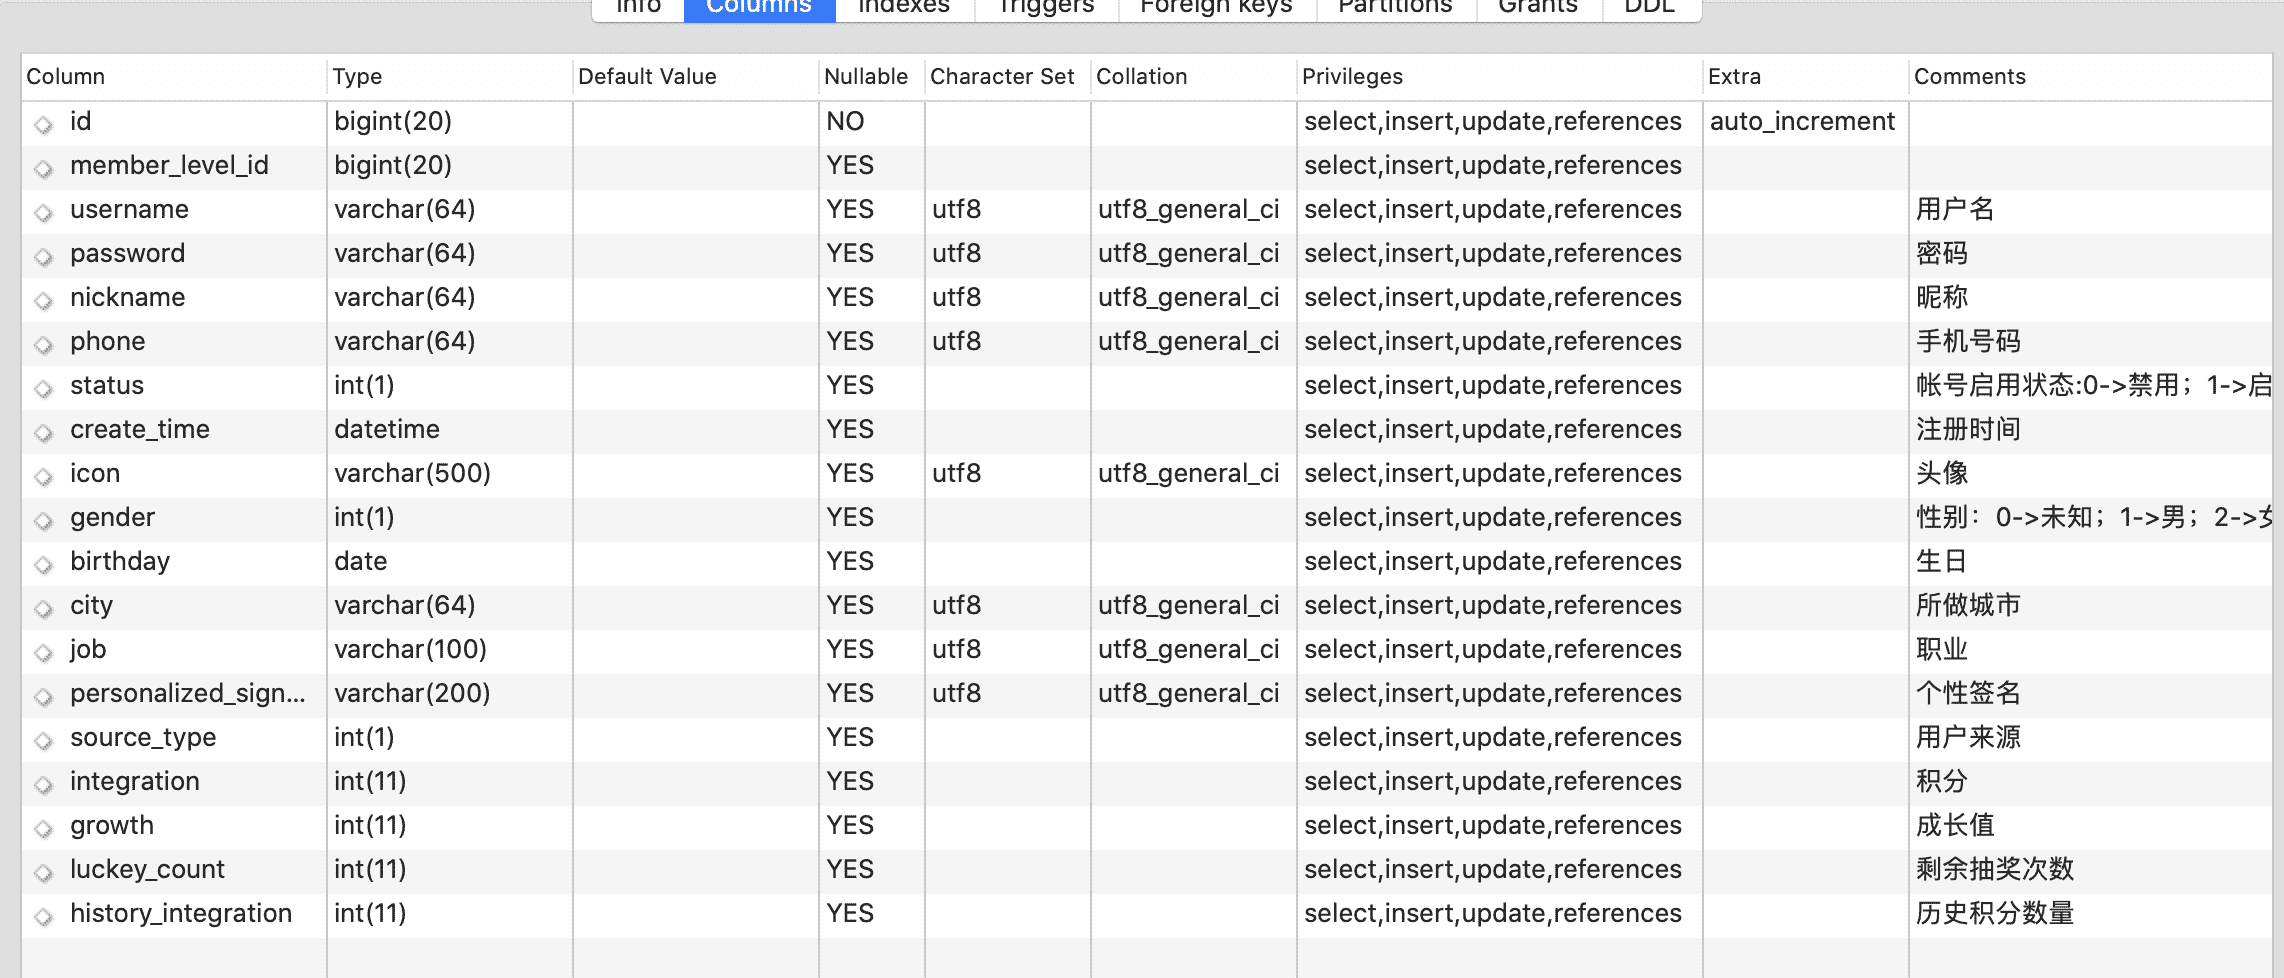 Info Columns Indexes Triggers Foreign keys Partitions Grants DDL
Column Type Default Value Nullable Character Set Collation Privileges Extra Comments
id bigint(20) NO select,insert,update,references auto_increment
member_level_id bigint(20) YES select,insert,update,references
username varchar(64) YES utf8 utf8_general_ci select,insert,update,references 用户名
password varchar(64) YES utf8 utf8_general_ci select,insert,update,references 密码
nickname varchar(64) YES utf8 utf8_general_ci select,insert,update,references 昵称
phone varchar(64) YES utf8 utf8_general_ci select,insert,update,references 手机号码
status int(1) YES select,insert,update,references 帐号启用状态:0->禁用；1->启
create_time datetime YES select,insert,update,references 注册时间
icon varchar(500) YES utf8 utf8_general_ci select,insert,update,references 头像
gender int(1) YES select,insert,update,references 性别：0->未知；1->男；2->女
birthday date YES select,insert,update,references 生日
city varchar(64) YES utf8 utf8_general_ci select,insert,update,references 所做城市
job varchar(100) YES utf8 utf8_general_ci select,insert,update,references 职业
personalized_sign... varchar(200) YES utf8 utf8_general_ci select,insert,update,references 个性签名
source_type int(1) YES select,insert,update,references 用户来源
integration int(11) YES select,insert,update,references 积分
growth int(11) YES select,insert,update,references 成长值
luckey_count int(11) YES select,insert,update,references 剩余抽奖次数
history_integration int(11) YES select,insert,update,references 历史积分数量